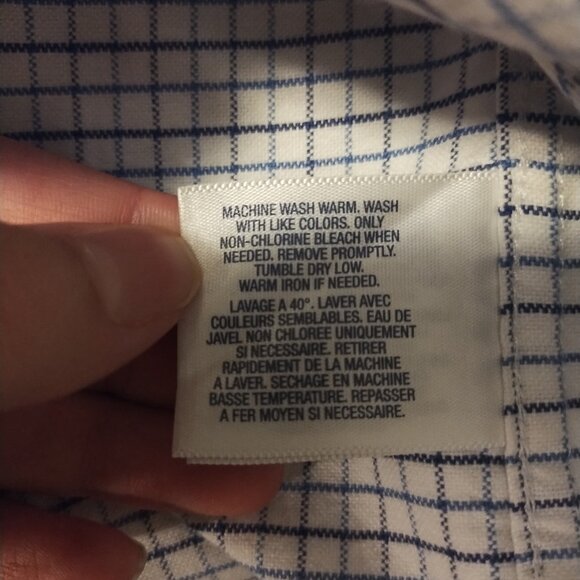 MACHINE WASH WARM. WASH
WITH LIKE COLORS. ONLY
NON-CHLORINE BLEACH WHEN
NEEDED. REMOVE PROMPTLY.
TUMBLE DRY LOW.
WARM IRON IF NEEDED.
LAVAGE A 40°. LAVER AVEC
COULEURS SEMBLABLES. EAU DE
JAVEL NON CHLOREE UNIQUEMENT
SI NECESSAIRE. RETIRER
RAPIDEMENT DE LA MACHINE
A LAVER. SECHAGE EN MACHINE
BASSE TEMPERATURE. REPASSER
A FER MOYEN SI NECESSAIRE.